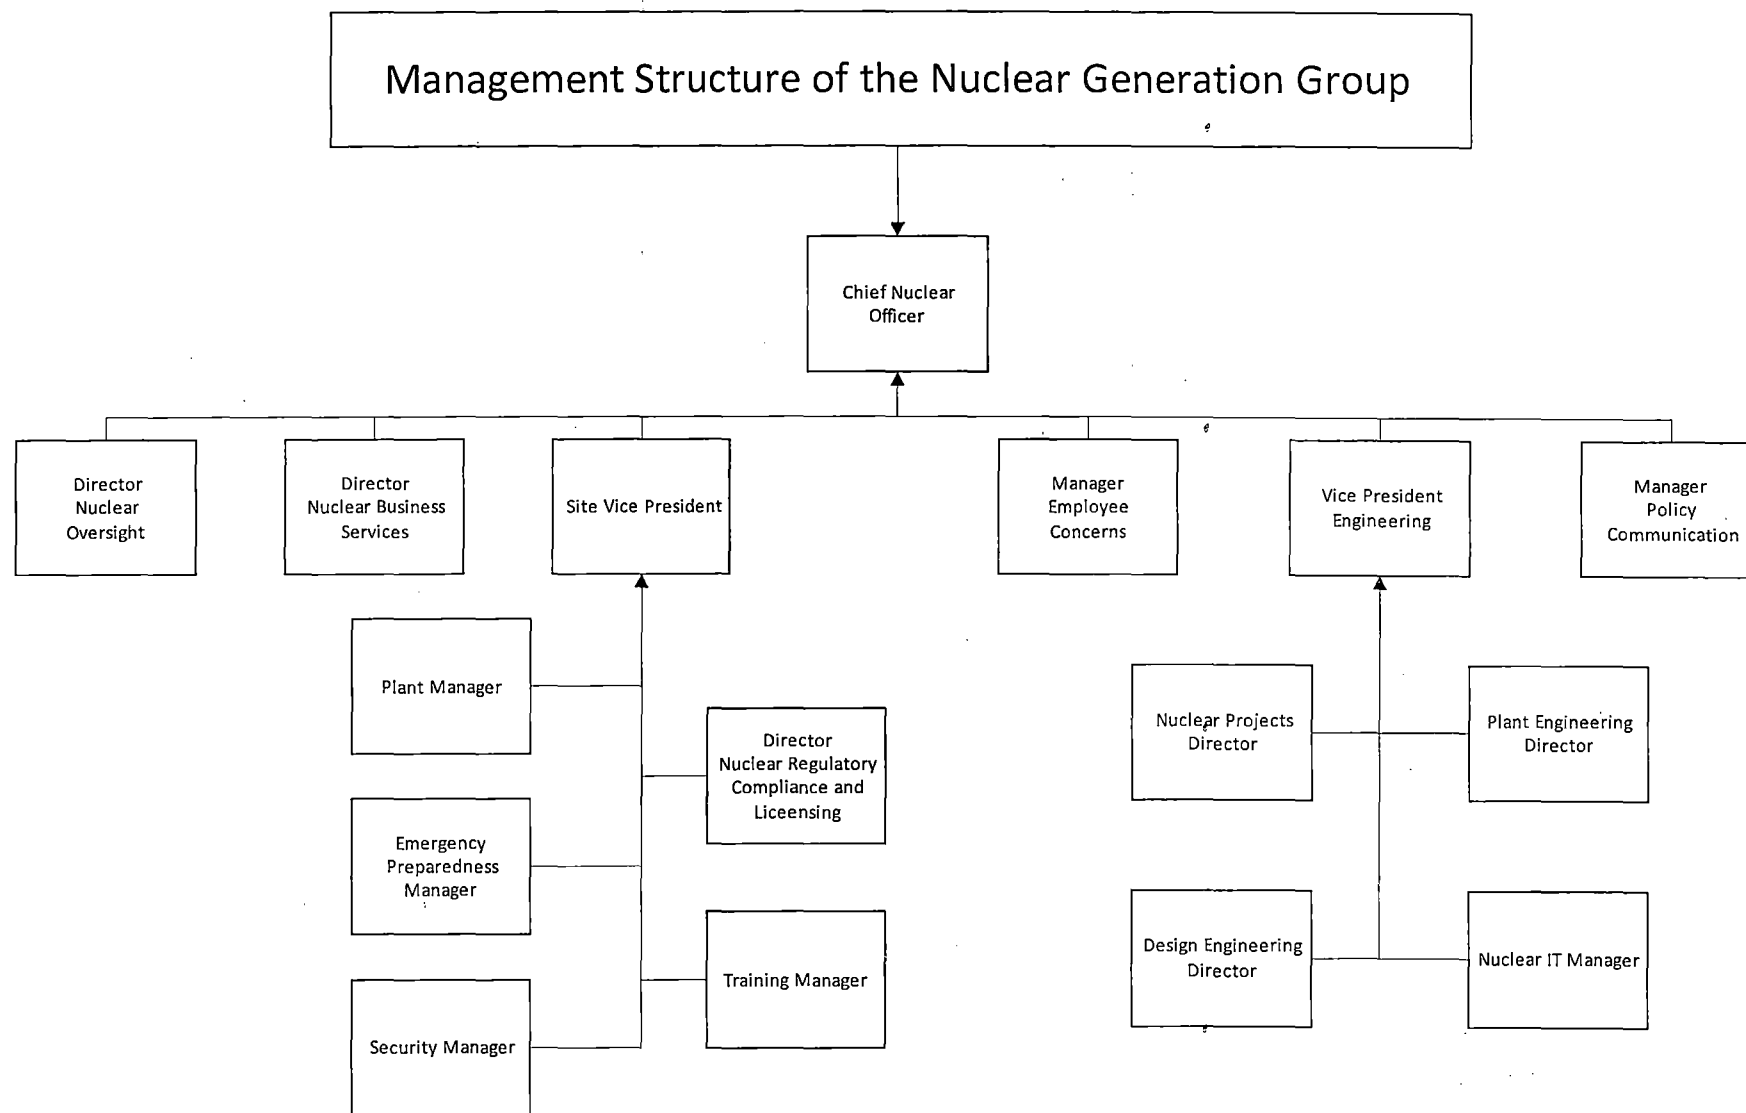 Management Structure of the Nuclear Generation Group
Chief Nuclear
Officer
Director
Nuclear
Oversight
Director
Nuclear Business
Services
Site Vice President
Manager
Employee
Concerns
Vice President
Engineering
Manager
Policy
Communication
Plant Manager
Director
Nuclear Regulatory
Compliance and
Liceensing
Emergency
Preparedness
Manager
Training Manager
Security Manager
Nuclear Projects
Director
Plant Engineering
Director
Design Engineering
Director
Nuclear IT Manager